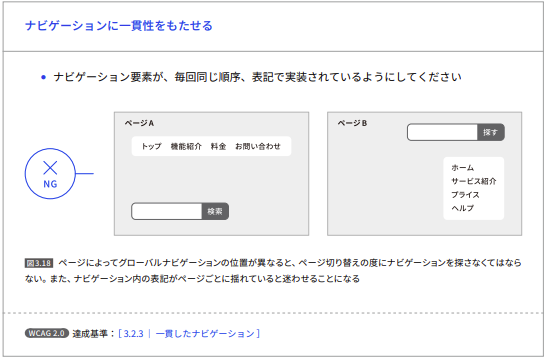 ナビゲーションに一貫性をもたせる
• ナビゲーション要素が、毎回同じ順序、表記で実装されているようにしてください
NG
ページA
トップ 機能紹介 料金 お問い合わせ
検索
ページB
探す
ホーム
サービス紹介
プライス
ヘルプ
図3.18 ページによってグローバルナビゲーションの位置が異なると、ページ切り替えの度にナビゲーションを探さなくてはなら
ない。また、ナビゲーション内の表記がページごとに揺れていると迷わせることになる
WCAG 2.0 達成基準：[ 3.2.3 | 一貫したナビゲーション ]